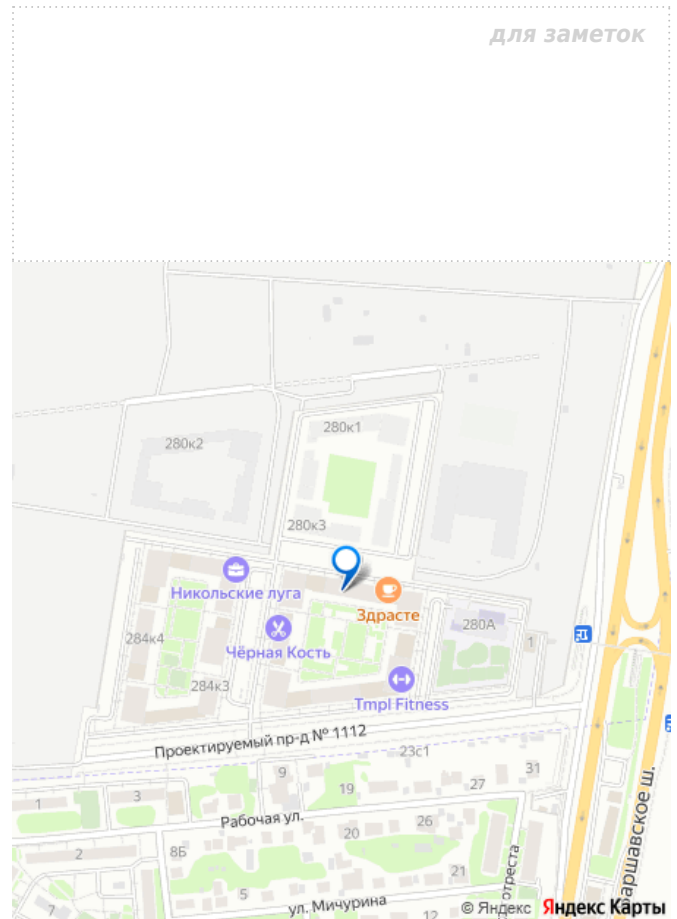 для заметок
280к1
280к2
280к3
Никольские луга
Здрасте
284к4
Чёрная Кость
280А
1
284к3
Tmpl Fitness
Проектируемый пр-д № 1112
23с1
9
31
19
27
1
3
Рабочая ул.
26
20
8Б
2
21
Варшавское ш.
5
7
ул. Мичурина
12
© Яндекс Яндекс Карты